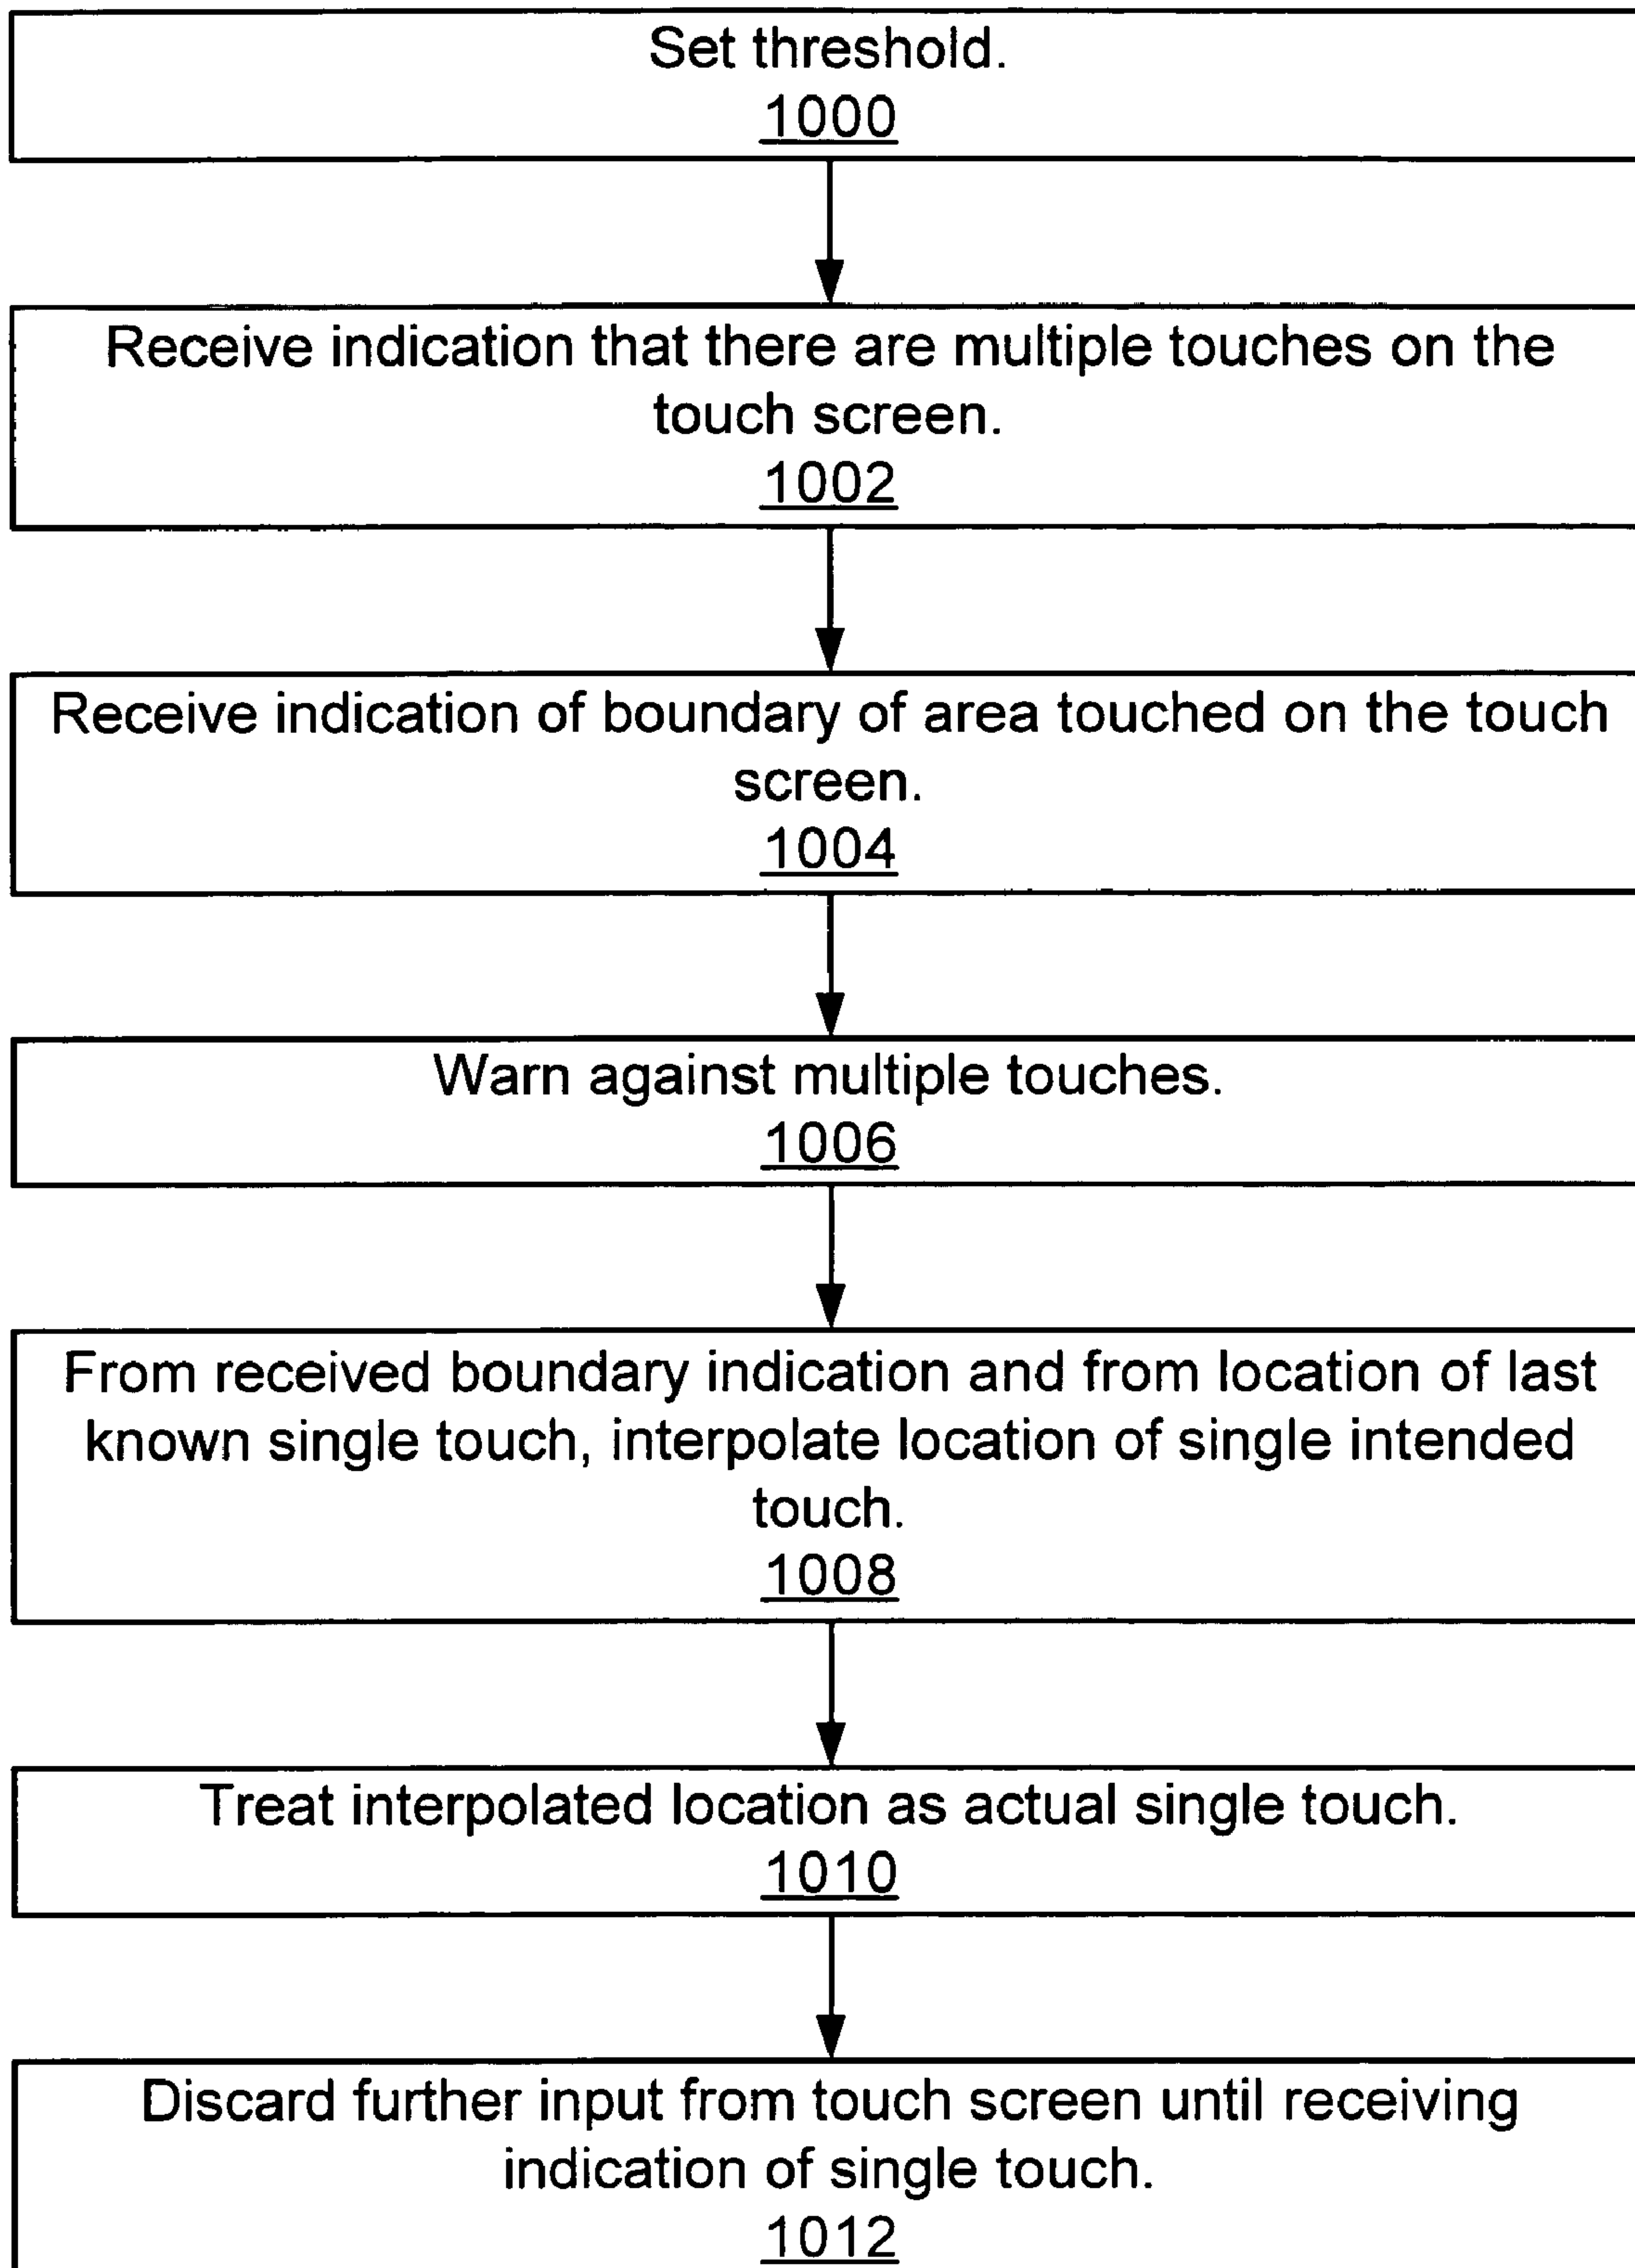 Set threshold.
1000
Receive indication that there are multiple touches on the
touch screen.
1002
Receive indication of boundary of area touched on the touch
screen.
1004
Warn against multiple touches.
1006
From received boundary indication and from location of last
known single touch, interpolate location of single intended
touch.
1008
Treat interpolated location as actual single touch.
1010
Discard further input from touch screen until receiving
indication of single touch.
1012